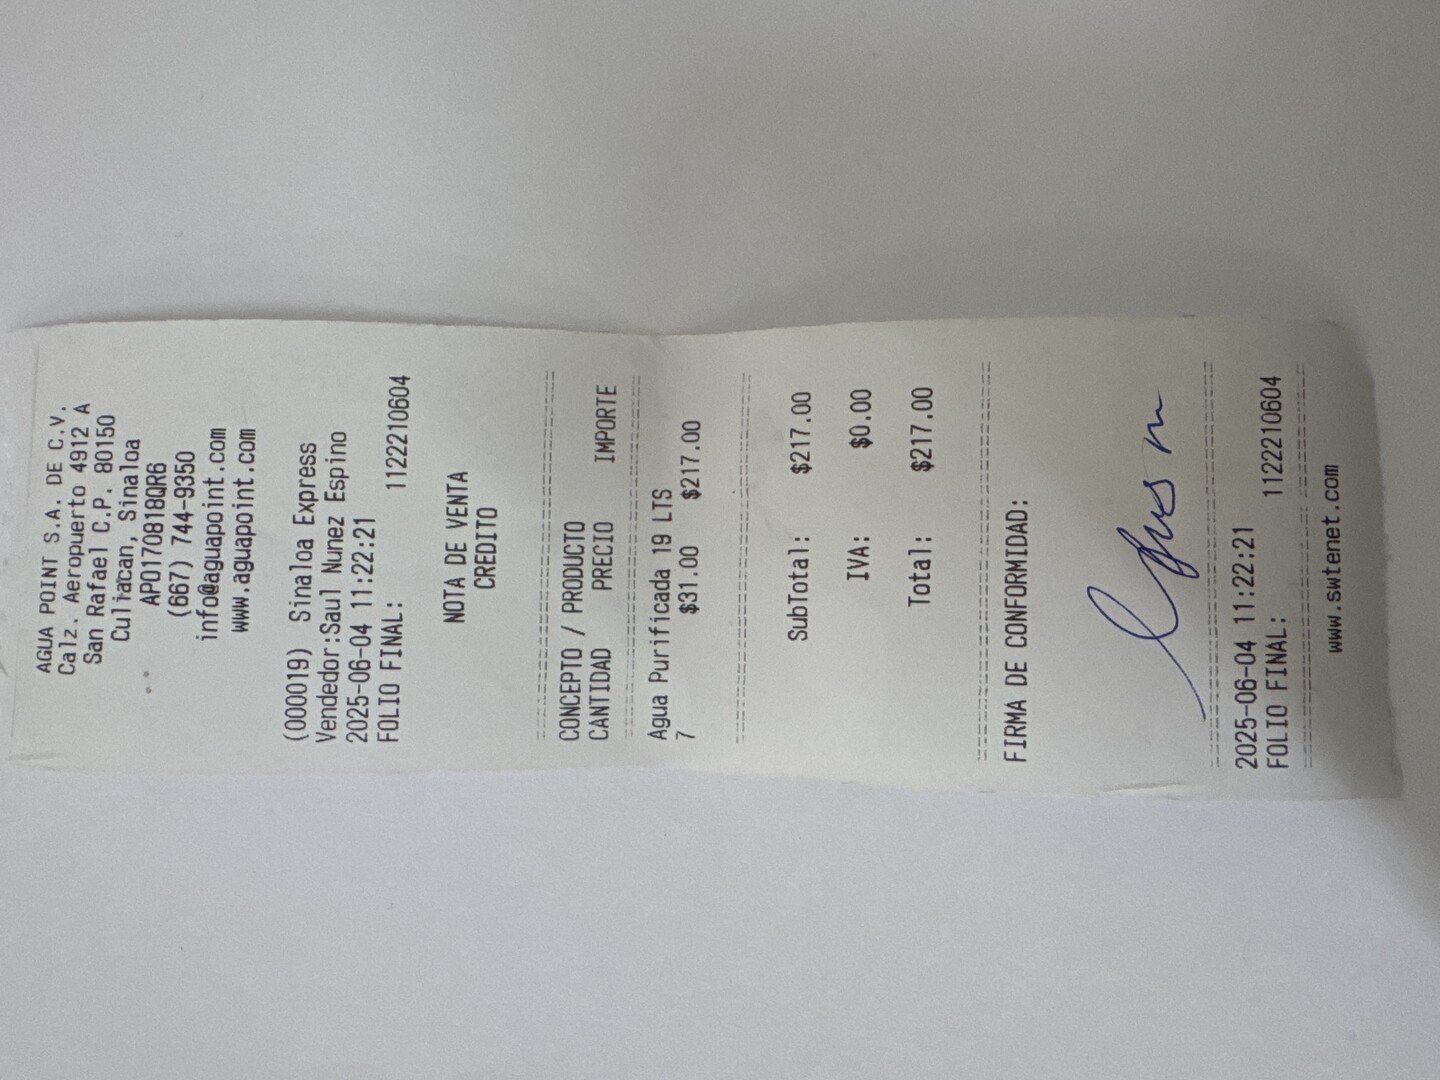 AGUA POINT S.A. DE C.V.
Calz. Aeropuerto 4912 A
San Rafael C.P. 80150
Culiacan, Sinaloa
APO170818QR6
(667) 744-9350
info@aguapoint.com
www.aguapoint.com
(000019) Sinaloa Express
Vendedor:Saul Nunez Espino
2025-06-04 11:22:21
FOLIO FINAL: 1122210604
NOTA DE VENTA
CREDITO
CONCEPTO / PRODUCTO
CANTIDAD PRECIO IMPORTE
Agua Purificada 19 LTS
7 $31.00 $217.00
SubTotal: $217.00
IVA: $0.00
Total: $217.00
FIRMA DE CONFORMIDAD:
2025-06-04 11:22:21
FOLIO FINAL: 1122210604
www.swtenet.com